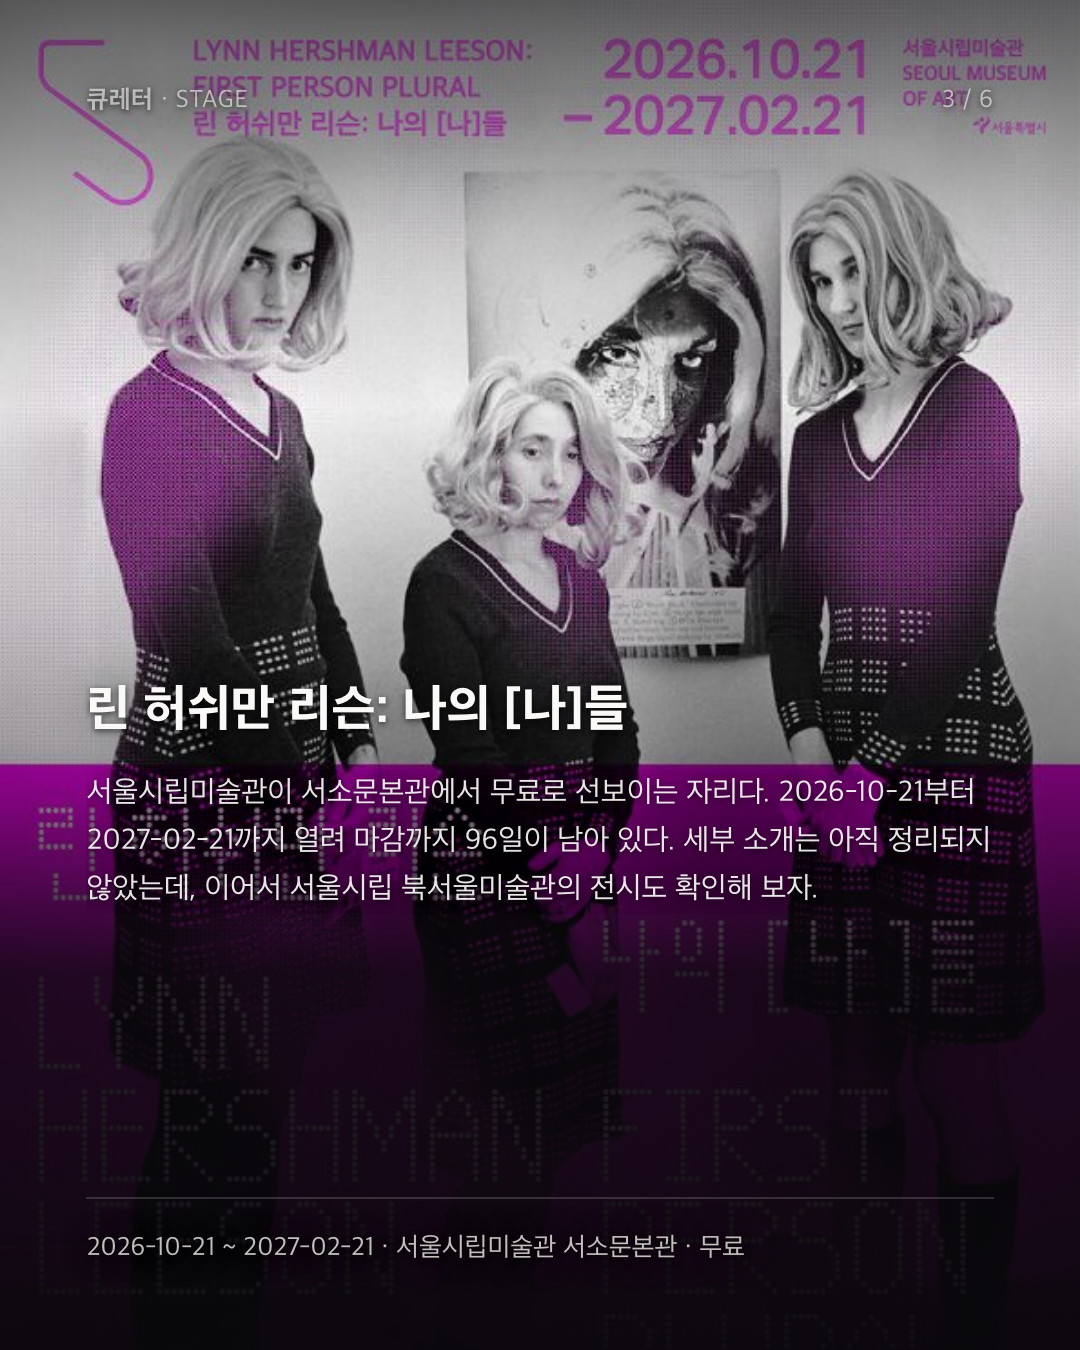 LYNN HERSHMAN LEESON:
FIRST PERSON PLURAL
린 허쉬만 리슨: 나의 [나]들
2026.10.21
– 2027.02.21
서울시립미술관
SEOUL MUSEUM
OF ART
서울특별시
큐레터 · STAGE
3 / 6
린 허쉬만 리슨: 나의 [나]들
서울시립미술관이 서소문본관에서 무료로 선보이는 자리다. 2026-10-21부터
2027-02-21까지 열려 마감까지 96일이 남아 있다. 세부 소개는 아직 정리되지
않았는데, 이어서 서울시립 북서울미술관의 전시도 확인해 보자.
나의 [나]들
LYNN
HERSHMAN FIRST
LEESON PERSON
2026-10-21 ~ 2027-02-21 · 서울시립미술관 서소문본관 · 무료